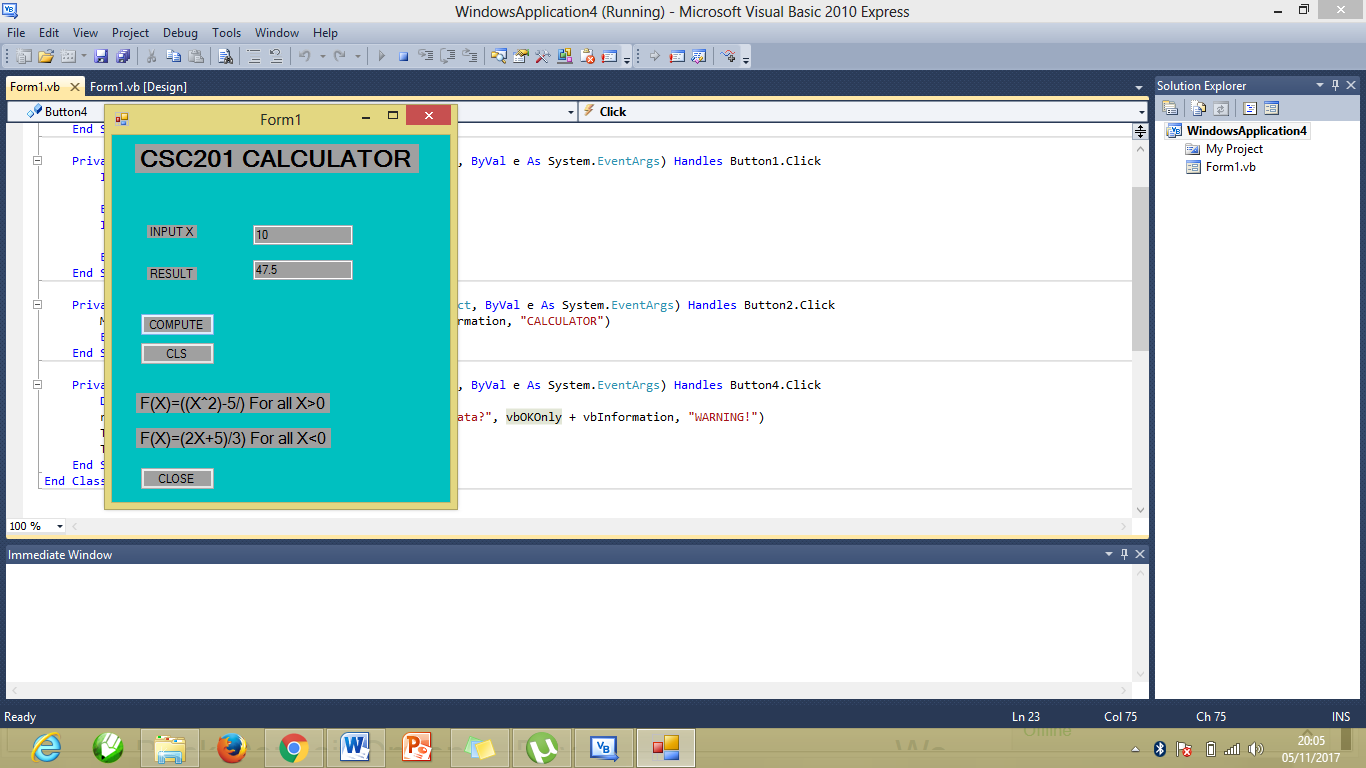 WindowsApplication4 (Running) - Microsoft Visual Basic 2010 Express
File Edit View Project Debug Tools Window Help
Form1.vb Form1.vb [Design]
Button4 Click
End S
Priva , ByVal e As System.EventArgs) Handles Button1.Click
I
E
I
E
End S
Priva ct, ByVal e As System.EventArgs) Handles Button2.Click
M rmation, "CALCULATOR")
E
End S
Priva , ByVal e As System.EventArgs) Handles Button4.Click
D
r ata?", vbOKOnly + vbInformation, "WARNING!")
T
T
End S
End Class
100 %
Form1
CSC201 CALCULATOR
INPUT X 10
RESULT 47.5
COMPUTE
CLS
F(X)=((X^2)-5/) For all X>0
F(X)=(2X+5)/3) For all X<0
CLOSE
Solution Explorer
WindowsApplication4
My Project
Form1.vb
Immediate Window
Ready Ln 23 Col 75 Ch 75 INS
Offline
20:05
05/11/2017